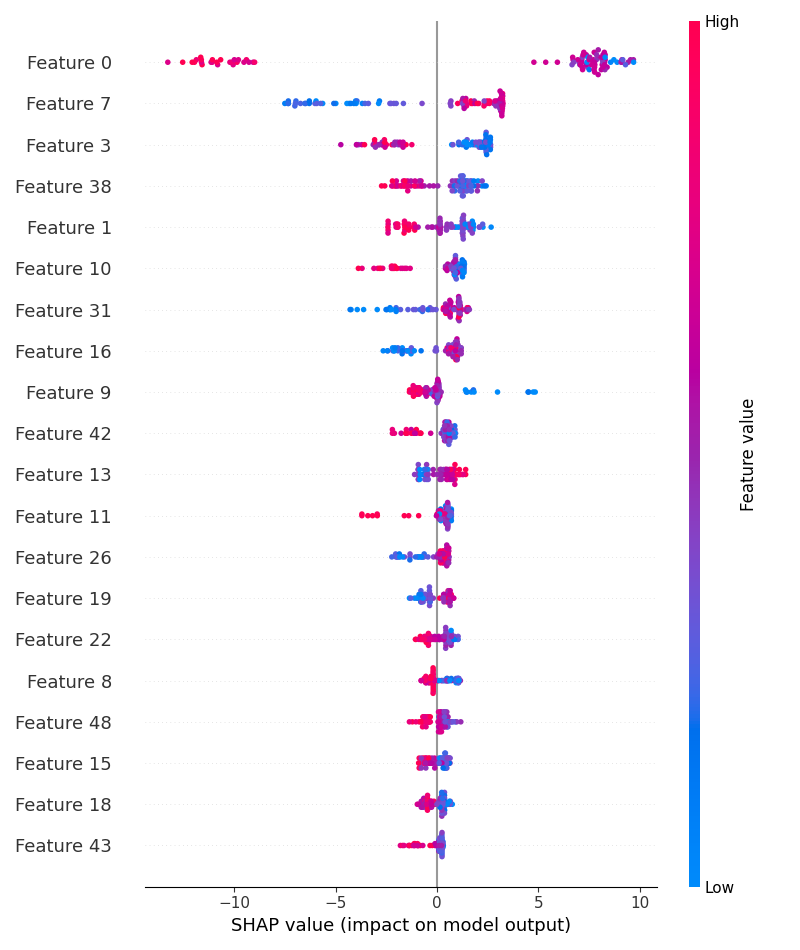 High
Feature 0
Feature 7
Feature 3
Feature 38
Feature 1
Feature 10
Feature 31
Feature 16
Feature 9
Feature 42
Feature 13
Feature 11
Feature 26
Feature 19
Feature 22
Feature 8
Feature 48
Feature 15
Feature 18
Feature 43
Feature value
Low
−10 −5 0 5 10
SHAP value (impact on model output)